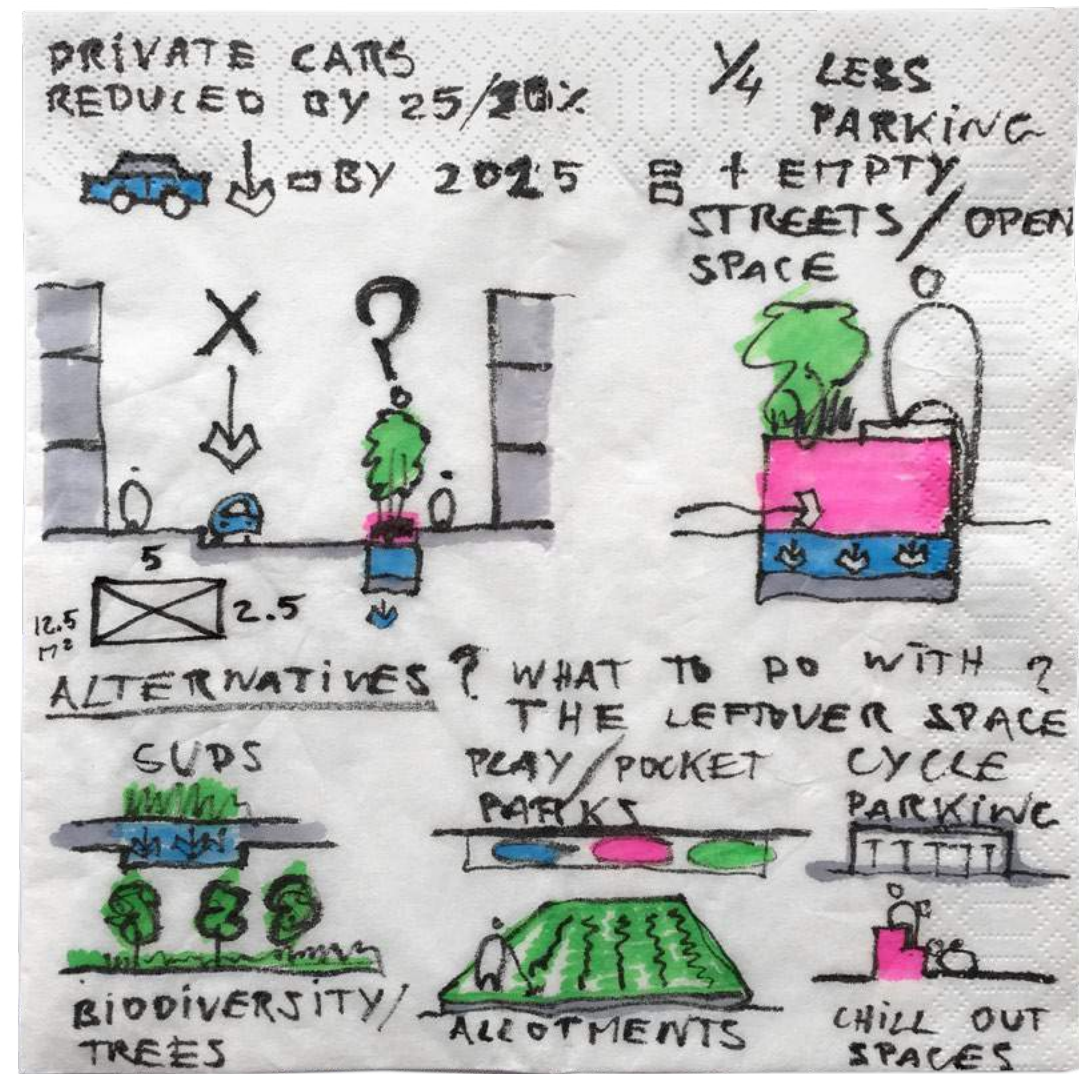 PRIVATE CARS
REDUCED BY 25/30%
BY 2025
1/4 LESS
PARKING
+ EMPTY
STREETS / OPEN
SPACE
X
?
5
2.5
12.5
m²
ALTERNATIVES ? WHAT TO DO WITH ?
THE LEFTOVER SPACE
SUDS
PLAY/POCKET
PARKS
CYCLE
PARKING
BIODIVERSITY/
TREES
ALLOTMENTS
CHILL OUT
SPACES